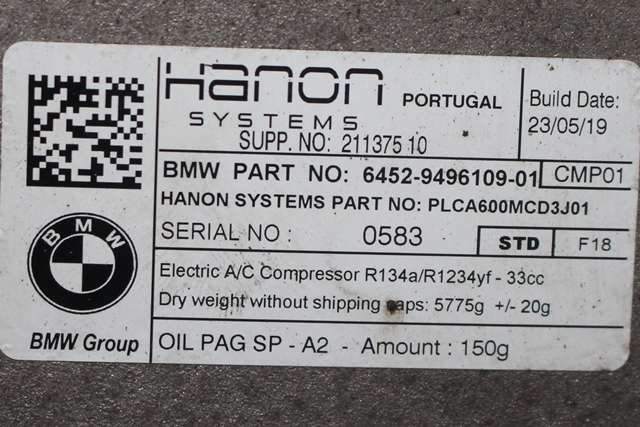 Hanon
SYSTEMS
PORTUGAL
Build Date:
23/05/19
SUPP. NO: 21137510
BMW PART NO: 6452-9496109-01 CMP01
HANON SYSTEMS PART NO: PLCA600MCD3J01
SERIAL NO : 0583 STD F18
BMW
Electric A/C Compressor R134a/R1234yf - 33cc
Dry weight without shipping caps: 5775g +/- 20g
BMW Group
OIL PAG SP - A2 - Amount : 150g